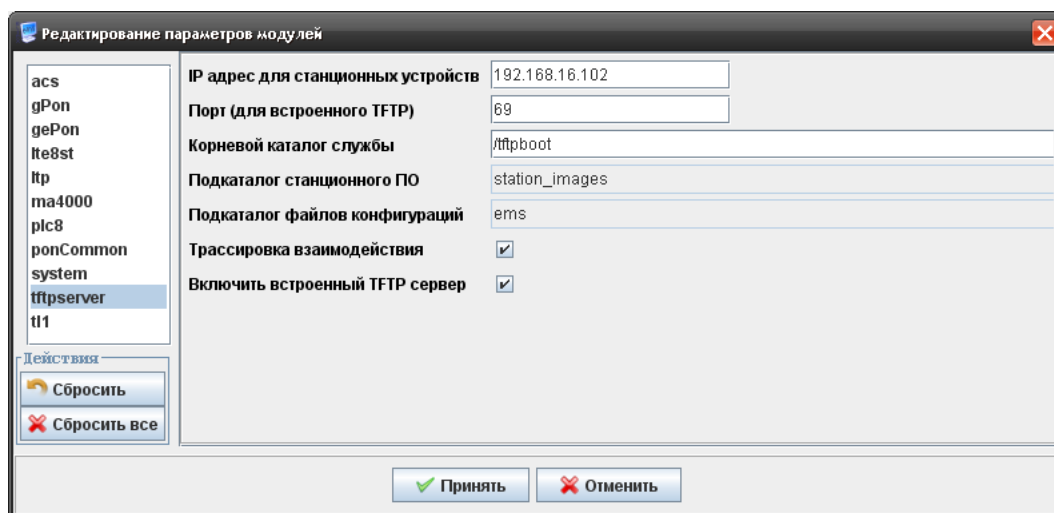 Редактирование параметров модулей
acs
gPon
gePon
lte8st
ltp
ma4000
plc8
ponCommon
system
tftpserver
tl1
Действия
Сбросить
Сбросить все
IP адрес для станционных устройств 192.168.16.102
Порт (для встроенного TFTP) 69
Корневой каталог службы /tftpboot
Подкаталог станционного ПО station_images
Подкаталог файлов конфигураций ems
Трассировка взаимодействия
Включить встроенный TFTP сервер
Принять Отменить